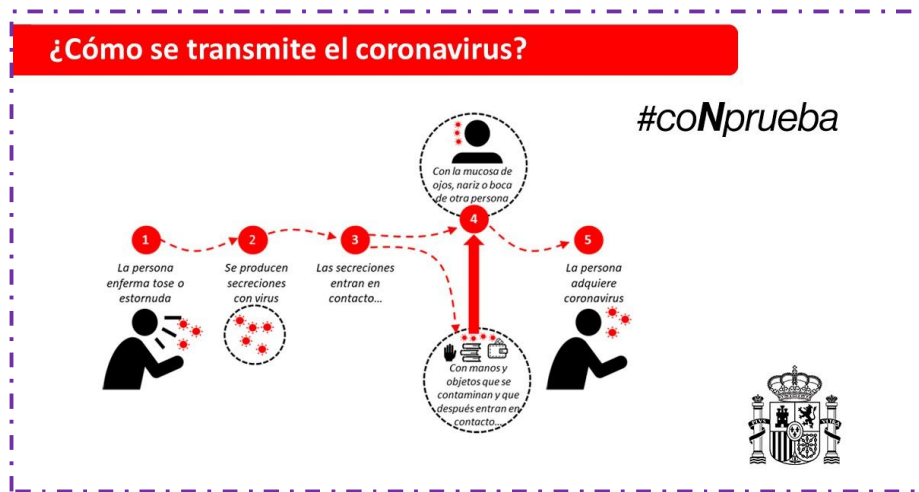 ¿Cómo se transmite el coronavirus?
#coNprueba
Con la mucosa de
ojos, nariz o boca
de otra persona
1
2
3
4
5
La persona
enferma tose o
estornuda
Se producen
secreciones
con virus
Las secreciones
entran en
contacto...
La persona
adquiere
coronavirus
Con manos y
objetos que se
contaminan y que
después entran en
contacto...
PLUS
ULTRA